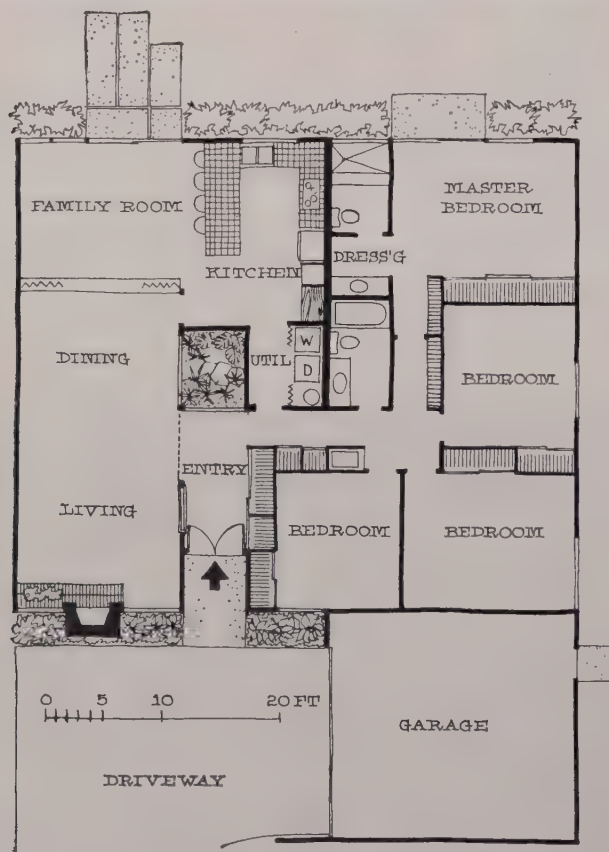 FAMILY ROOM
MASTER
BEDROOM
DRESS'G
KITCHEN
W
DINING
UTIL
D
BEDROOM
ENTRY
LIVING
BEDROOM
BEDROOM
0 5 10 20 FT
GARAGE
DRIVEWAY